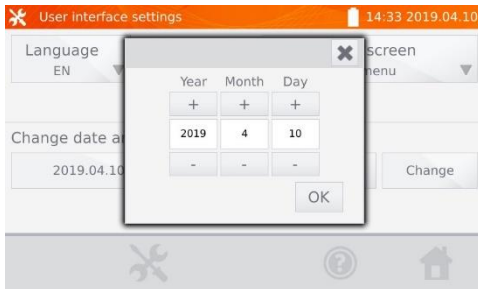 User interface settings
14:33 2019.04.10
Language
screen
EN
menu
Year Month Day
+ + +
2019 4 10
- - -
OK
Change date a
2019.04.10
Change